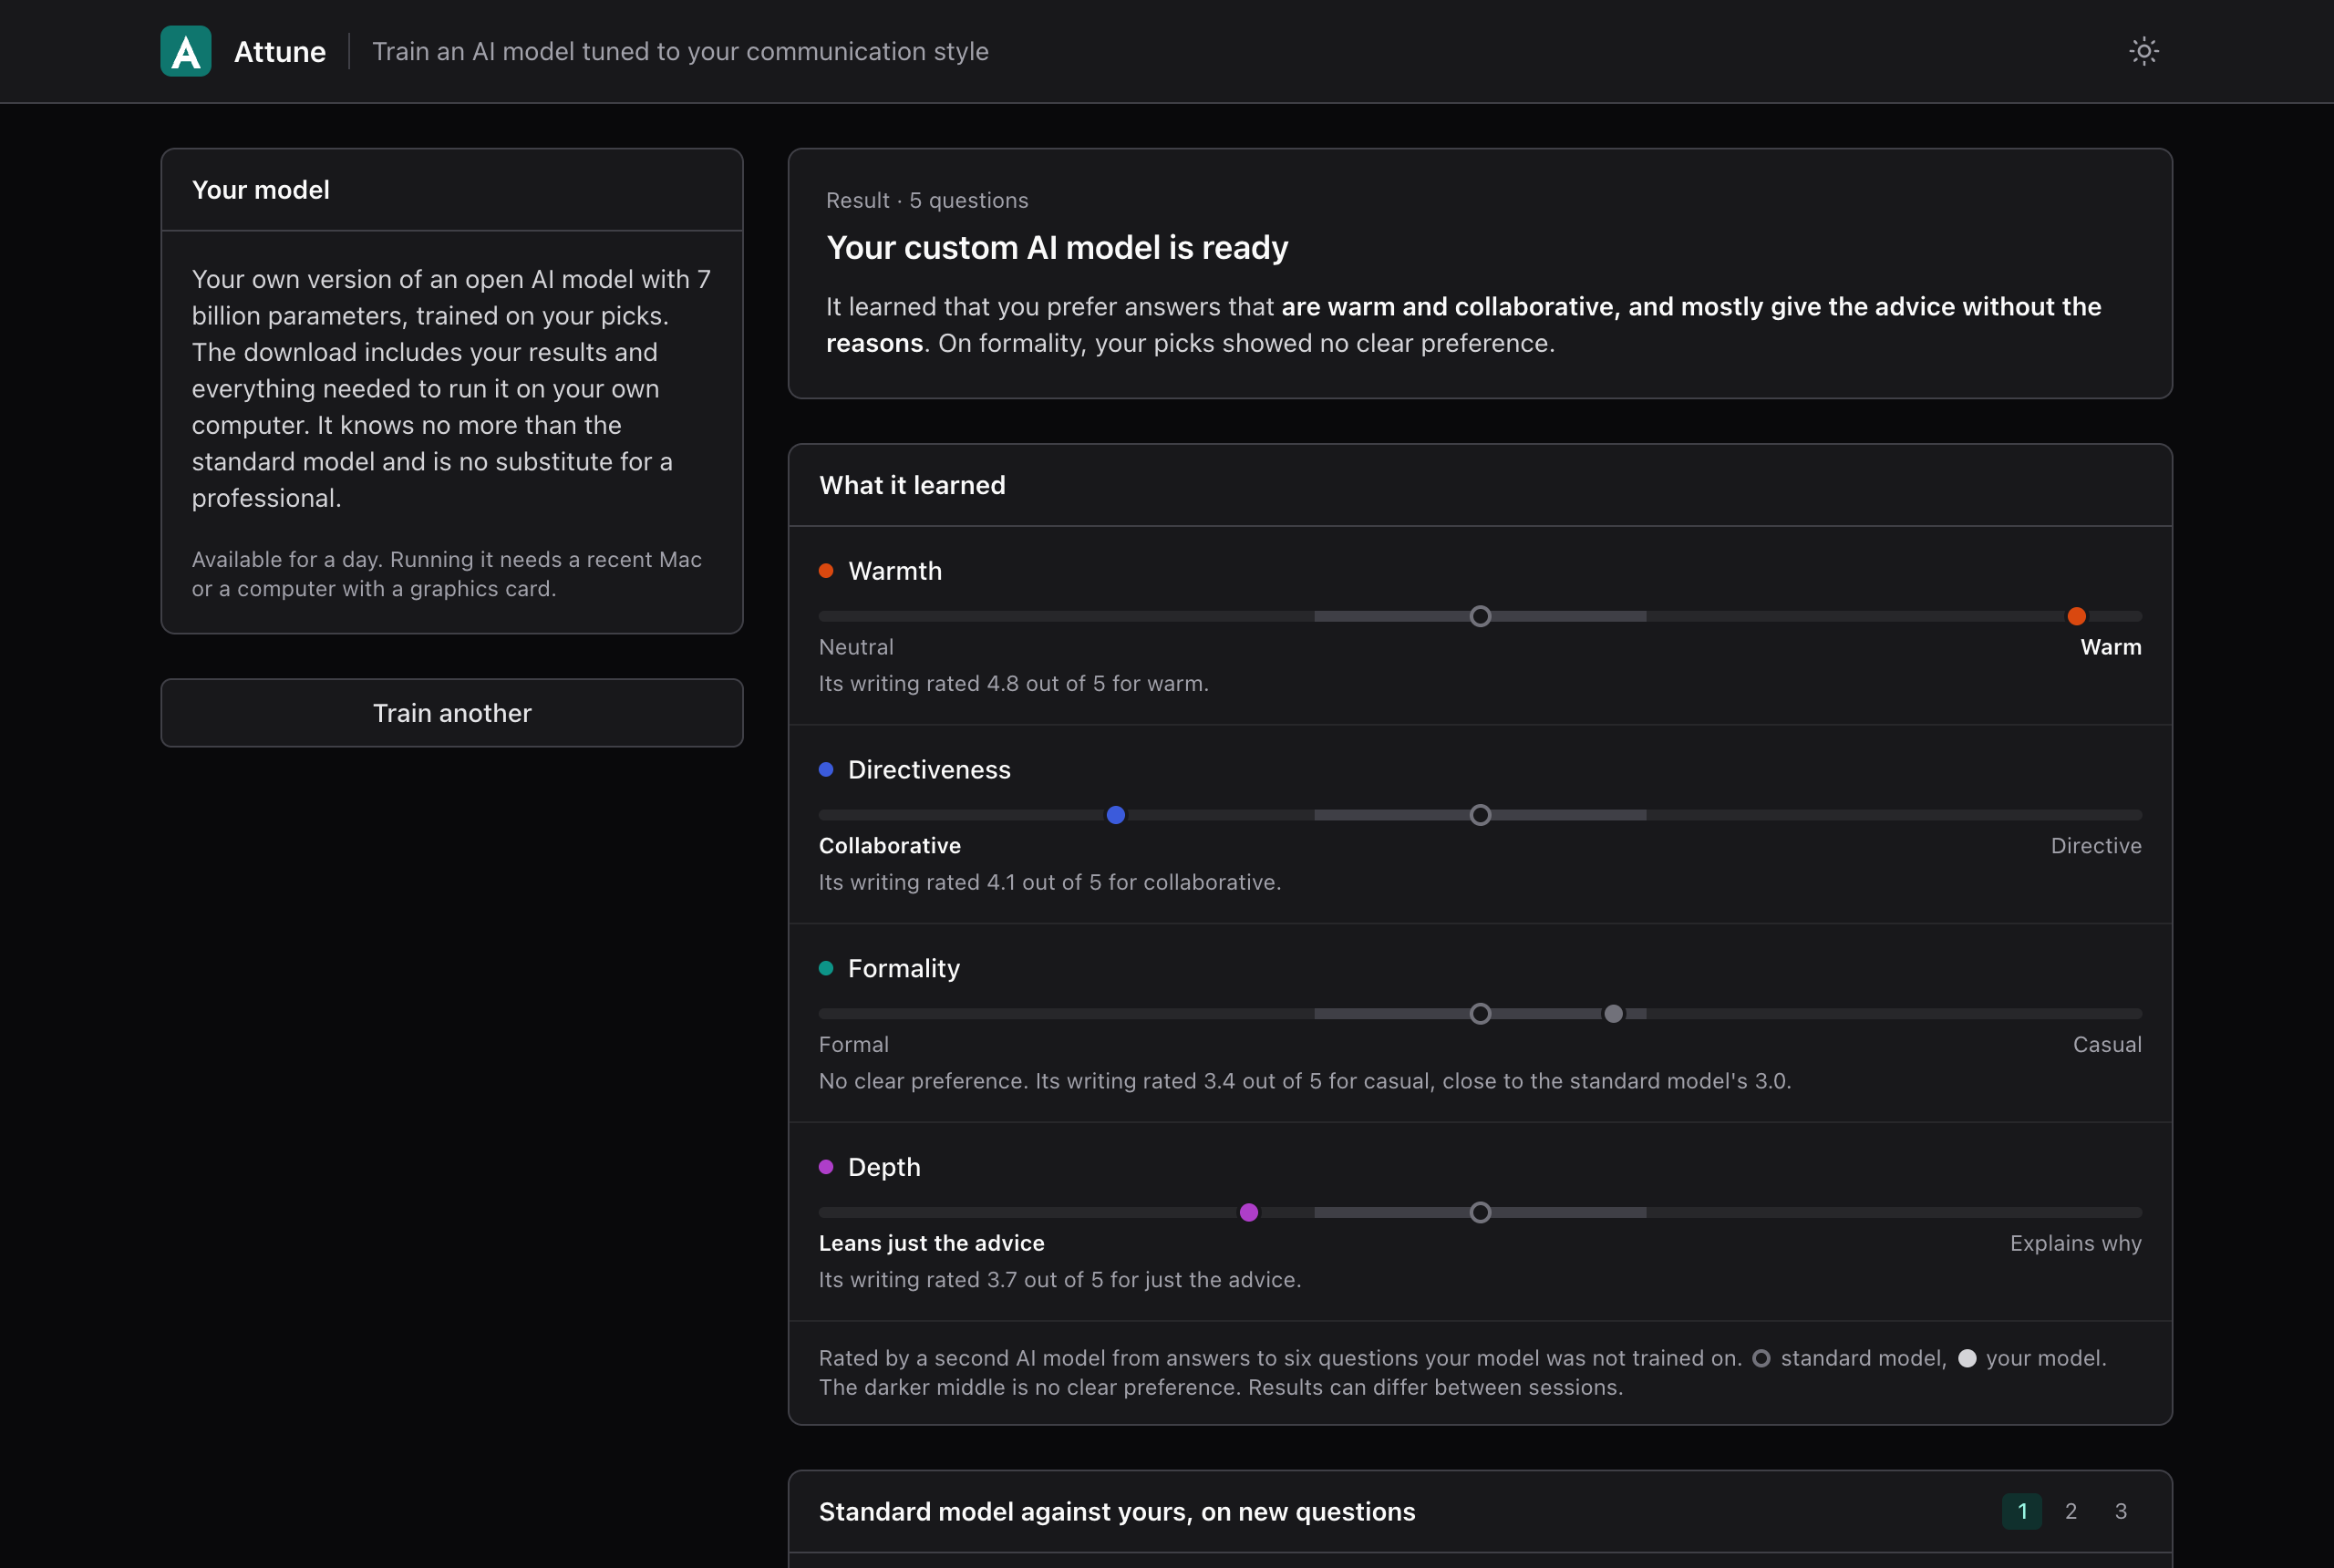 Attune
Train an AI model tuned to your communication style
Your model
Your own version of an open AI model with 7
billion parameters, trained on your picks.
The download includes your results and
everything needed to run it on your own
computer. It knows no more than the
standard model and is no substitute for a
professional.
Available for a day. Running it needs a recent Mac
or a computer with a graphics card.
Train another
Result · 5 questions
Your custom AI model is ready
It learned that you prefer answers that are warm and collaborative, and mostly give the advice without the
reasons. On formality, your picks showed no clear preference.
What it learned
Warmth
Neutral Warm
Its writing rated 4.8 out of 5 for warm.
Directiveness
Collaborative Directive
Its writing rated 4.1 out of 5 for collaborative.
Formality
Formal Casual
No clear preference. Its writing rated 3.4 out of 5 for casual, close to the standard model's 3.0.
Depth
Leans just the advice Explains why
Its writing rated 3.7 out of 5 for just the advice.
Rated by a second AI model from answers to six questions your model was not trained on. standard model, your model.
The darker middle is no clear preference. Results can differ between sessions.
Standard model against yours, on new questions 1 2 3